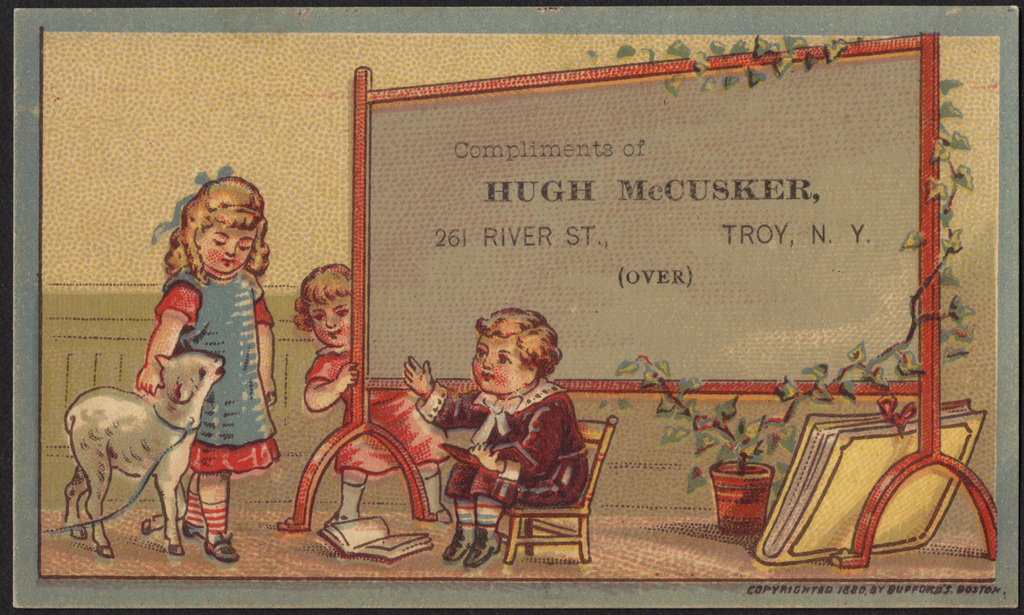 Compliments of
HUGH McCUSKER,
261 RIVER ST., TROY, N. Y.
(OVER)
COPYRIGHTED 1880, BY BUFFORD'S. BOSTON.